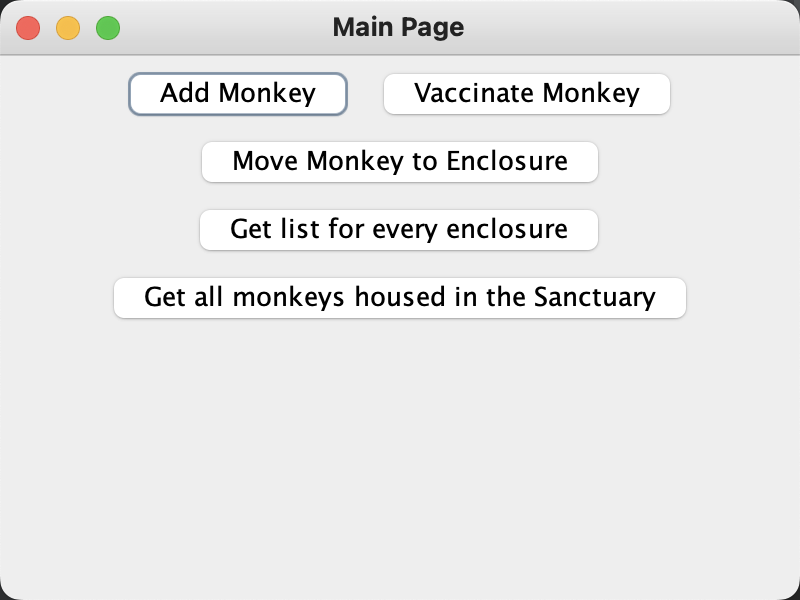 Main Page
Add Monkey Vaccinate Monkey
Move Monkey to Enclosure
Get list for every enclosure
Get all monkeys housed in the Sanctuary